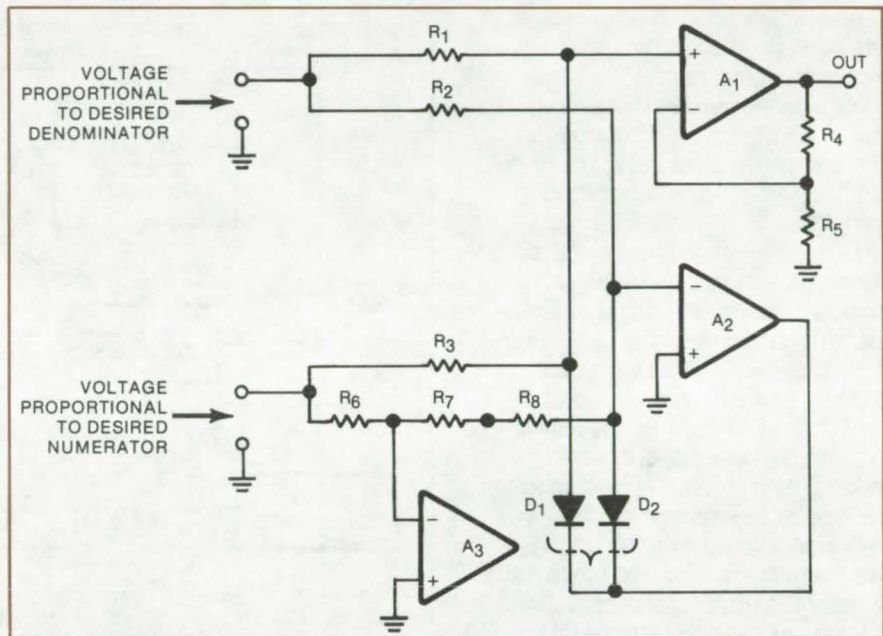 VOLTAGE
PROPORTIONAL
TO DESIRED
DENOMINATOR
R1
R2
+
-
A1
OUT
R4
R5
VOLTAGE
PROPORTIONAL
TO DESIRED
NUMERATOR
R3
R6
R7
R8
-
+
A2
D1
D2
-
+
A3